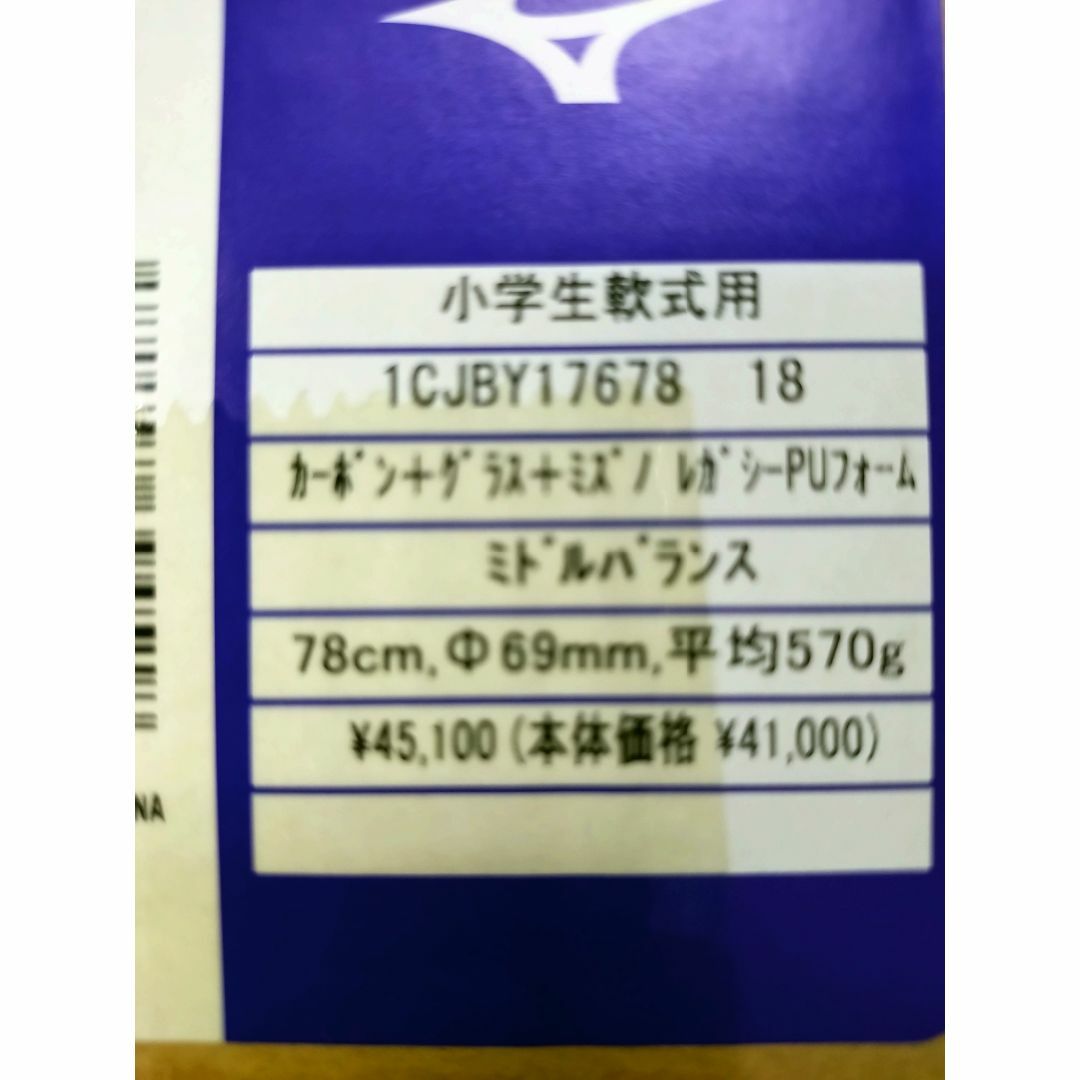 小学生軟式用
1CJBY17678 18
ｶｰﾎﾞﾝ+ｸﾞﾗｽ+ﾐｽﾞﾉ ﾚｶﾞｼｰPUﾌｫｰﾑ
ﾐﾄﾞﾙﾊﾞﾗﾝｽ
78cm,Φ69mm,平均570g
¥45,100(本体価格 ¥41,000)
NA